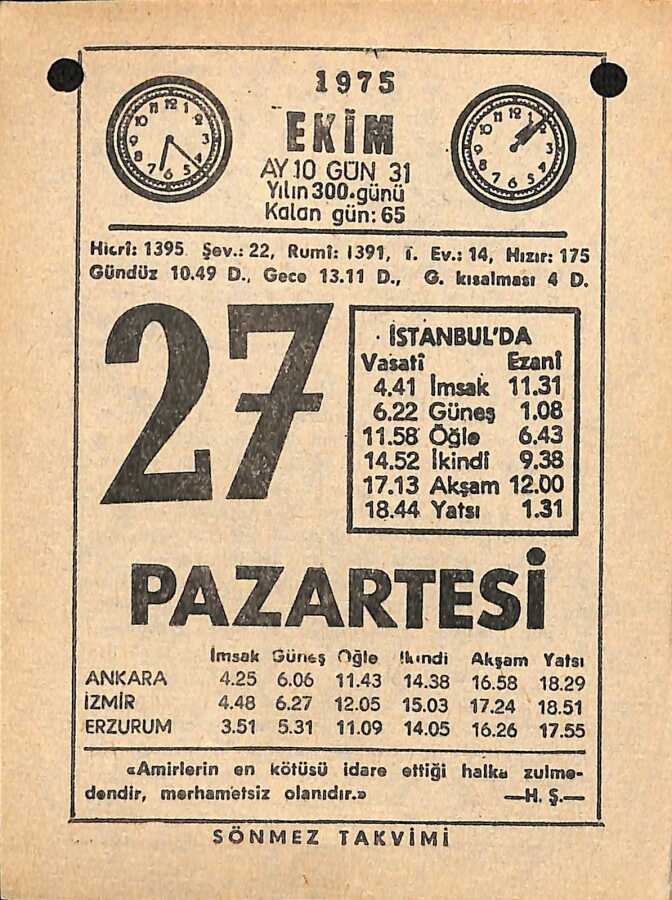 1975
EKİM
AY 10 GÜN 31
Yılın 300.günü
Kalan gün: 65
Hicrî: 1395 Şev.: 22, Rumî: 1391, İ. Ev.: 14, Hızır: 175
Gündüz 10.49 D., Gece 13.11 D., G. kısalması 4 D.
27
İSTANBUL'DA
Vasatî Ezanî
4.41 İmsak 11.31
6.22 Güneş 1.08
11.58 Öğle 6.43
14.52 İkindi 9.38
17.13 Akşam 12.00
18.44 Yatsı 1.31
PAZARTESİ
İmsak Güneş Öğle İkindi Akşam Yatsı
ANKARA 4.25 6.06 11.43 14.38 16.58 18.29
İZMİR 4.48 6.27 12.05 15.03 17.24 18.51
ERZURUM 3.51 5.31 11.09 14.05 16.26 17.55
«Amirlerin en kötüsü idare ettiği halka zulme-
dendir, merhametsiz olanıdır.» —H. Ş.—
SÖNMEZ TAKVİMİ